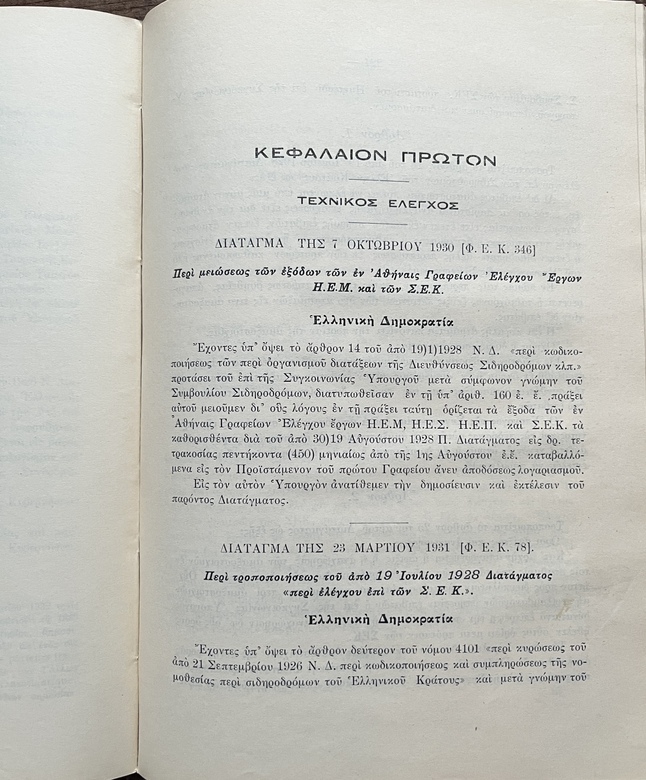 ΚΕΦΑΛΑΙΟΝ ΠΡΩΤΟΝ
ΤΕΧΝΙΚΟΣ ΕΛΕΓΧΟΣ
ΔΙΑΤΑΓΜΑ ΤΗΣ 7 ΟΚΤΩΒΡΙΟΥ 1930 [Φ. Ε. Κ. 346]
Περὶ μειώσεως τῶν ἐξόδων τῶν ἐν Ἀθήναις Γραφείων Ἐλέγχου Ἔργων
Η.Ε.Μ. καὶ τῶν Σ.Ε.Κ.
Ἑλληνικὴ Δημοκρατία
Ἔχοντες ὑπ' ὄψει τὸ ἄρθρον 14 τοῦ ἀπὸ 19)1)1928 Ν. Δ. «περὶ κωδικο-
ποιήσεως τῶν περὶ ὀργανισμοῦ διατάξεων τῆς Διευθύνσεως Σιδηροδρόμων κλπ.»
προτάσει τοῦ ἐπὶ τῆς Συγκοινωνίας Ὑπουργοῦ μετὰ σύμφωνον γνώμην τοῦ
Συμβουλίου Σιδηροδρόμων, διατυπωθεῖσαν ἐν τῇ ὑπ' ἀριθ. 160 ἐ. ἔ. πράξει
αὐτοῦ μειοῦμεν δι' οὓς λόγους ἐν τῇ πράξει ταύτῃ ὁρίζεται τὰ ἔξοδα τῶν ἐν
Ἀθήναις Γραφείων Ἐλέγχου ἔργων Η.Ε.Μ, Η.Ε.Σ. Η.Ε.Π. καὶ Σ.Ε.Κ. τὰ
καθορισθέντα διὰ τοῦ ἀπὸ 30)19 Αὐγούστου 1928 Π. Διατάγματος εἰς δρ. τε-
τρακοσίας πεντήκοντα (450) μηνιαίως ἀπὸ τῆς 1ης Αὐγούστου ἐ.ἔ. καταβαλλό-
μενα εἰς τὸν Προϊστάμενον τοῦ πρώτου Γραφείου ἄνευ ἀποδόσεως λογαριασμοῦ.
Εἰς τὸν αὐτὸν Ὑπουργὸν ἀνατίθεμεν τὴν δημοσίευσιν καὶ ἐκτέλεσιν τοῦ
παρόντος Διατάγματος.
ΔΙΑΤΑΓΜΑ ΤΗΣ 23 ΜΑΡΤΙΟΥ 1931 [Φ. Ε. Κ. 78].
Περὶ τροποποιήσεως τοῦ ἀπὸ 19 Ἰουλίου 1928 Διατάγματος
«περὶ ἐλέγχου ἐπὶ τῶν Σ. Ε. Κ.».
Ἑλληνικὴ Δημοκρατία
Ἔχοντες ὑπ' ὄψει τὸ ἄρθρον δεύτερον τοῦ νόμου 4101 «περὶ κυρώσεως τοῦ
ἀπὸ 21 Σεπτεμβρίου 1926 Ν. Δ. περὶ κωδικοποιήσεως καὶ συμπληρώσεως τῆς νο-
μοθεσίας περὶ σιδηροδρόμων τοῦ Ἑλληνικοῦ Κράτους» καὶ μετὰ γνώμην τοῦ